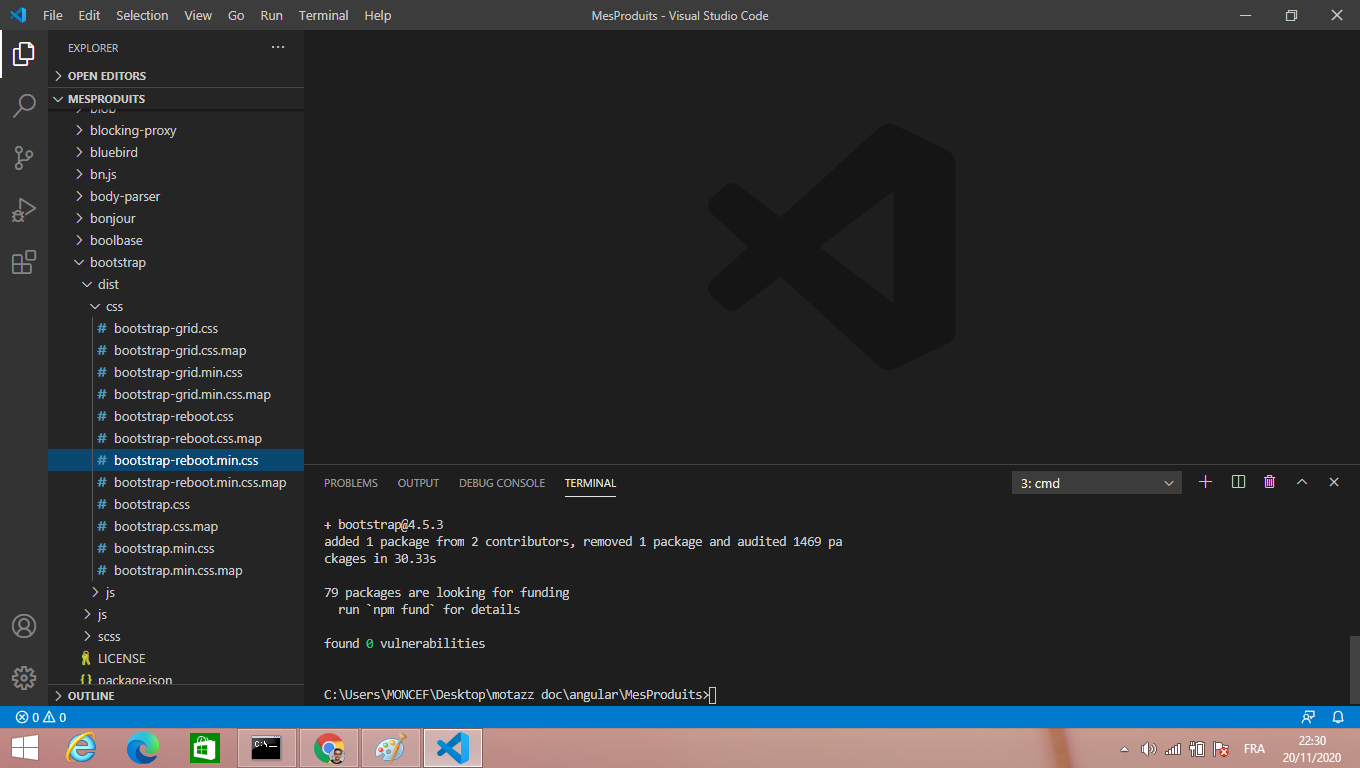 File Edit Selection View Go Run Terminal Help MesProduits - Visual Studio Code
EXPLORER
OPEN EDITORS
MESPRODUITS
blob
blocking-proxy
bluebird
bn.js
body-parser
bonjour
boolbase
bootstrap
dist
css
# bootstrap-grid.css
# bootstrap-grid.css.map
# bootstrap-grid.min.css
# bootstrap-grid.min.css.map
# bootstrap-reboot.css
# bootstrap-reboot.css.map
# bootstrap-reboot.min.css
# bootstrap-reboot.min.css.map
# bootstrap.css
# bootstrap.css.map
# bootstrap.min.css
# bootstrap.min.css.map
js
js
scss
LICENSE
{} package.json
OUTLINE
PROBLEMS OUTPUT DEBUG CONSOLE TERMINAL 3: cmd
+ bootstrap@4.5.3
added 1 package from 2 contributors, removed 1 package and audited 1469 pa
ckages in 30.33s
79 packages are looking for funding
run `npm fund` for details
found 0 vulnerabilities
C:\Users\MONCEF\Desktop\motazz doc\angular\MesProduits>
0 0
C:\_
FRA
22:30
20/11/2020